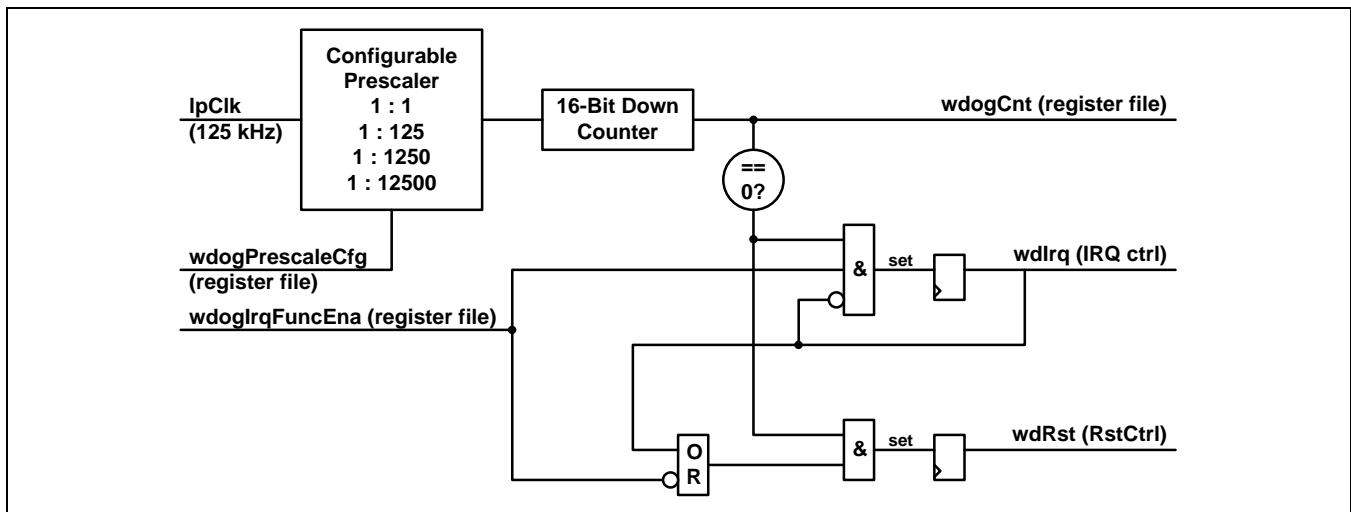 Configurable
Prescaler
1 : 1
1 : 125
1 : 1250
1 : 12500
lpClk
(125 kHz)
16-Bit Down
Counter
wdogCnt (register file)
==
0?
wdogPrescaleCfg
(register file)
wdogIrqFuncEna (register file)
&
set
wdIrq (IRQ ctrl)
O
R
&
set
wdRst (RstCtrl)